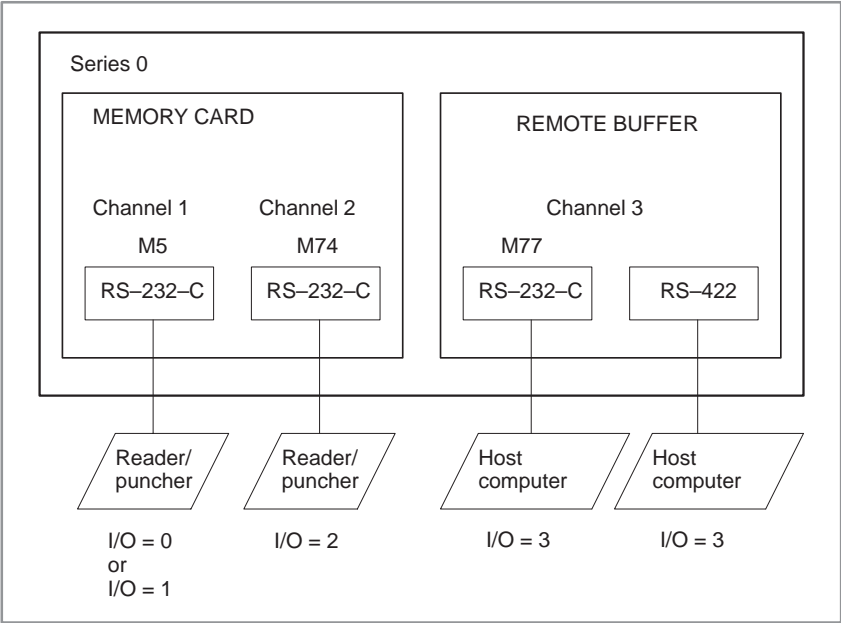 Series 0
MEMORY CARD
REMOTE BUFFER
Channel 1
Channel 2
Channel 3
M5
M74
M77
RS–232–C
RS–232–C
RS–232–C
RS–422
Reader/
puncher
Reader/
puncher
Host
computer
Host
computer
I/O = 0
or
I/O = 1
I/O = 2
I/O = 3
I/O = 3